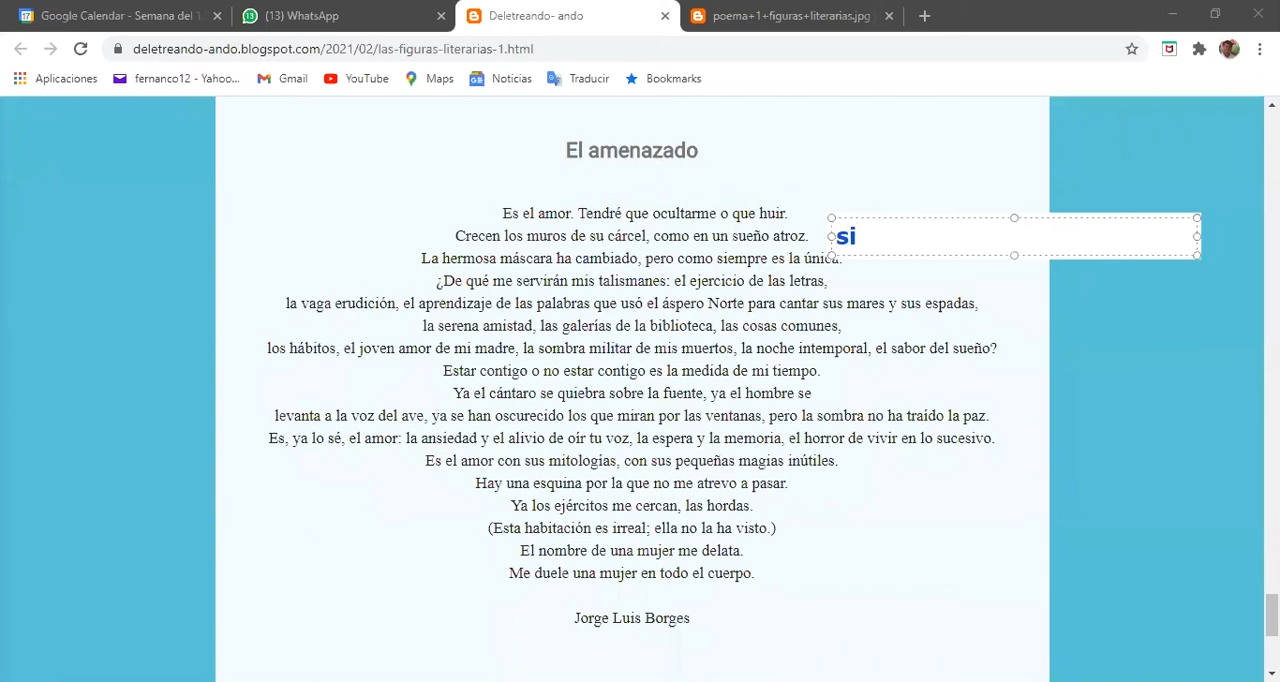 Google Calendar - Semana del 1
(13) WhatsApp
Deletreando- ando
poema+1+figuras+literarias.jpg
deletreando-ando.blogspot.com/2021/02/las-figuras-literarias-1.html
Aplicaciones
fernanco12 - Yahoo...
Gmail
YouTube
Maps
Noticias
Traducir
Bookmarks
El amenazado
Es el amor. Tendré que ocultarme o que huir.
Crecen los muros de su cárcel, como en un sueño atroz.
si
La hermosa máscara ha cambiado, pero como siempre es la única.
¿De qué me servirán mis talismanes: el ejercicio de las letras,
la vaga erudición, el aprendizaje de las palabras que usó el áspero Norte para cantar sus mares y sus espadas,
la serena amistad, las galerías de la biblioteca, las cosas comunes,
los hábitos, el joven amor de mi madre, la sombra militar de mis muertos, la noche intemporal, el sabor del sueño?
Estar contigo o no estar contigo es la medida de mi tiempo.
Ya el cántaro se quiebra sobre la fuente, ya el hombre se
levanta a la voz del ave, ya se han oscurecido los que miran por las ventanas, pero la sombra no ha traído la paz.
Es, ya lo sé, el amor: la ansiedad y el alivio de oír tu voz, la espera y la memoria, el horror de vivir en lo sucesivo.
Es el amor con sus mitologías, con sus pequeñas magias inútiles.
Hay una esquina por la que no me atrevo a pasar.
Ya los ejércitos me cercan, las hordas.
(Esta habitación es irreal; ella no la ha visto.)
El nombre de una mujer me delata.
Me duele una mujer en todo el cuerpo.
Jorge Luis Borges